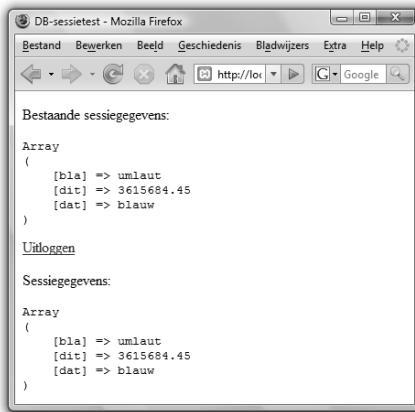 DB-sessietest - Mozilla Firefox
Bestand Bewerken Beeld Geschiedenis Bladwijzers Extra Help
http://loc G Google
Bestaande sessiegegevens:
Array
(
[bla] => umlaut
[dit] => 3615684.45
[dat] => blauw
)
Uitloggen
Sessiegegevens:
Array
(
[bla] => umlaut
[dit] => 3615684.45
[dat] => blauw
)